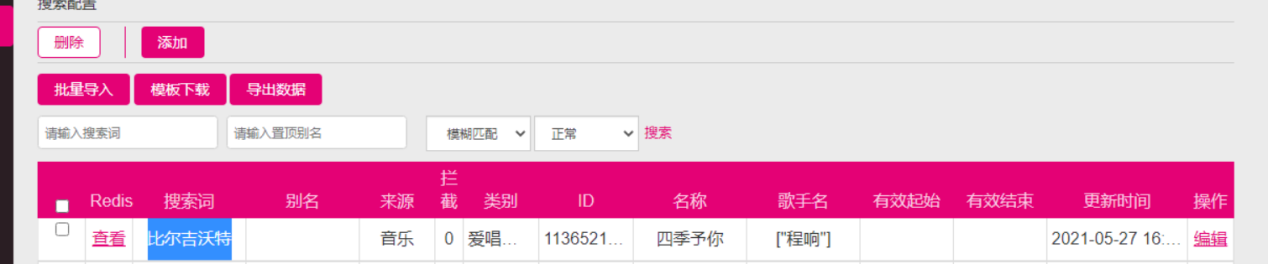 搜索配置
删除 添加
批量导入 模板下载 导出数据
请输入搜索词 请输入置顶别名 模糊匹配 正常 搜索
Redis 搜索词 别名 来源 拦截 类别 ID 名称 歌手名 有效起始 有效结束 更新时间 操作
查看 比尔吉沃特 音乐 0 爱唱... 1136521... 四季予你 ["程响"] 2021-05-27 16:... 编辑